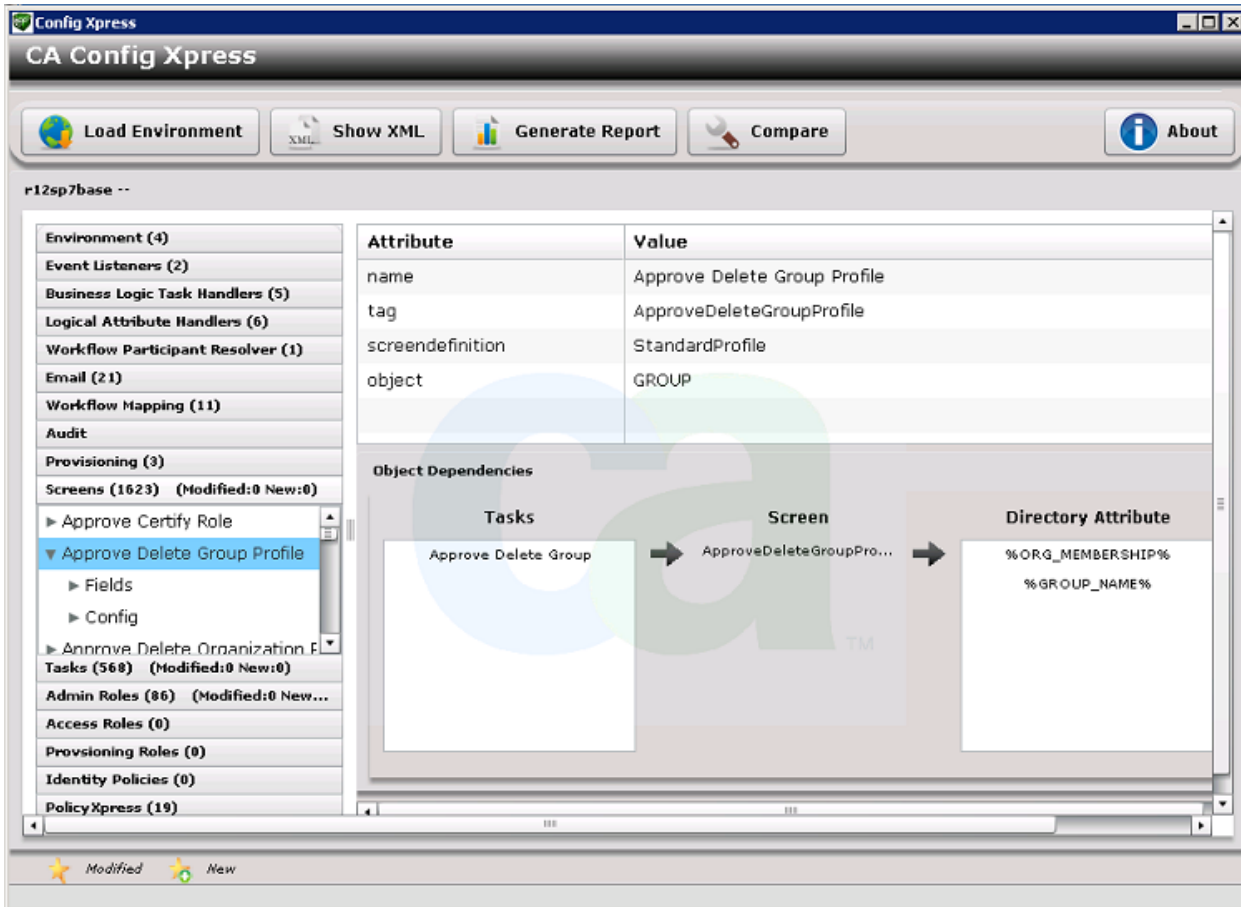 Config Xpress
CA Config Xpress
Load Environment
XML
Show XML
Generate Report
Compare
About
r12sp7base --
Environment (4)
Event Listeners (2)
Business Logic Task Handlers (5)
Logical Attribute Handlers (6)
Workflow Participant Resolver (1)
Email (21)
Workflow Mapping (11)
Audit
Provisioning (3)
Screens (1623) (Modified:0 New:0)
Approve Certify Role
Approve Delete Group Profile
Fields
Config
Approve Delete Organization
Tasks (568) (Modified:0 New:0)
Admin Roles (86) (Modified:0 New...
Access Roles (0)
Provsioning Roles (0)
Identity Policies (0)
PolicyXpress (19)
Attribute Value
name Approve Delete Group Profile
tag ApproveDeleteGroupProfile
screendefinition StandardProfile
object GROUP
Object Dependencies
Tasks Screen Directory Attribute
Approve Delete Group ApproveDeleteGroupPro... %ORG_MEMBERSHIP%
%GROUP_NAME%
ca TM
Modified New